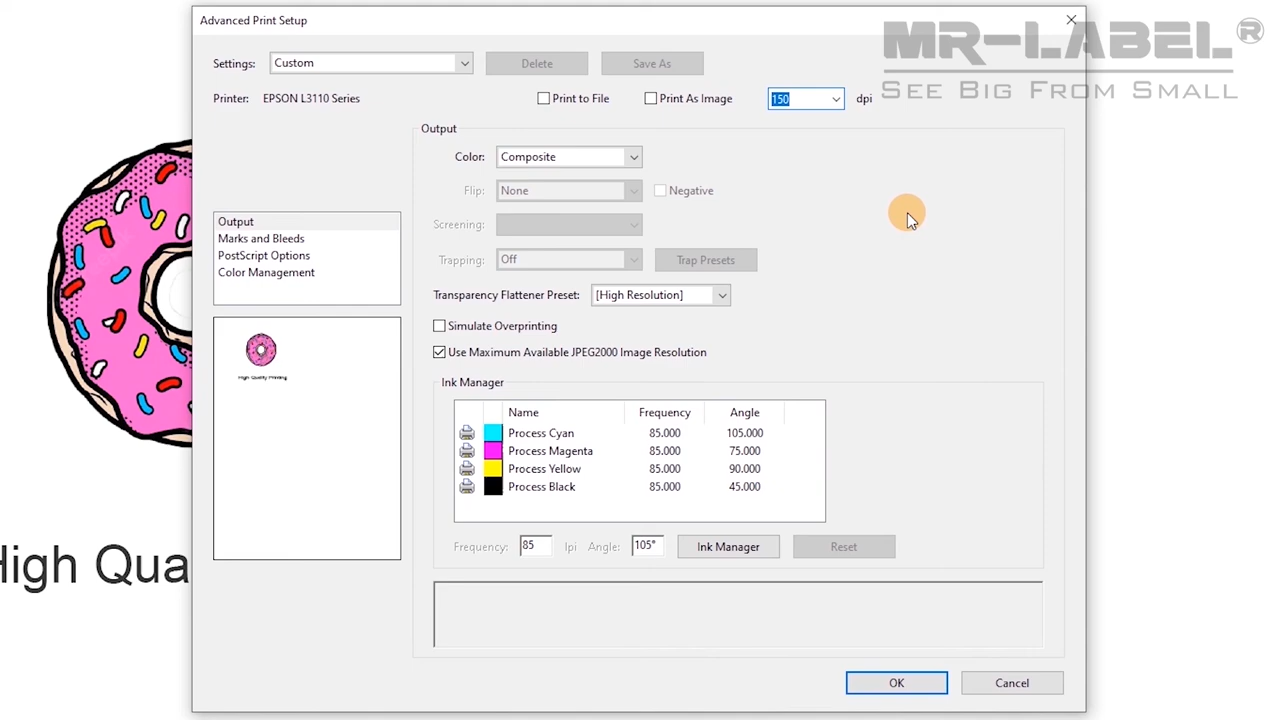 Advanced Print Setup
MR-LABEL®
SEE BIG FROM SMALL
Settings: Custom Delete Save As
Printer: EPSON L3110 Series Print to File Print As Image 150 dpi
Output
Color: Composite
Flip: None Negative
Screening:
Trapping: Off Trap Presets
Transparency Flattener Preset: [High Resolution]
Simulate Overprinting
Use Maximum Available JPEG2000 Image Resolution
Output
Marks and Bleeds
PostScript Options
Color Management
High Quality Printing
Ink Manager
Name Frequency Angle
Process Cyan 85.000 105.000
Process Magenta 85.000 75.000
Process Yellow 85.000 90.000
Process Black 85.000 45.000
Frequency: 85 lpi Angle: 105° Ink Manager Reset
High Qua
OK Cancel